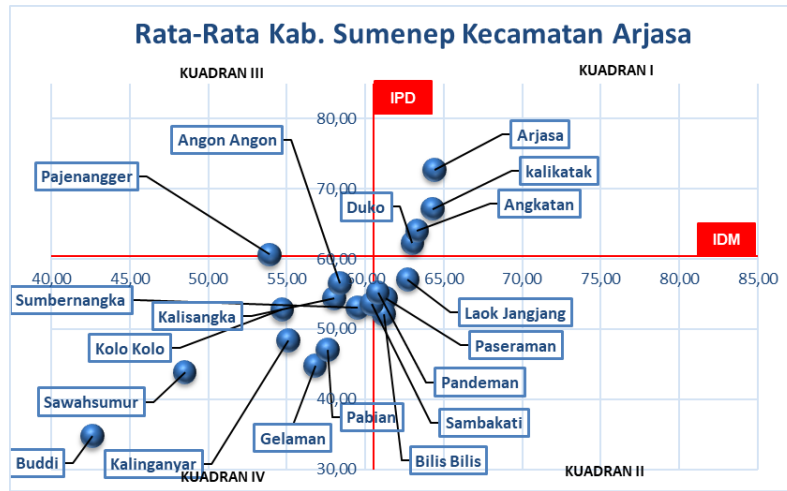 Rata-Rata Kab. Sumenep Kecamatan Arjasa
KUADRAN III
KUADRAN I
IPD
80,00
Arjasa
Angon Angon
kalikatak
Pajenangger
70,00
Duko
Angkatan
IDM
60,00
40,00 45,00 50,00 55,00 60,00 65,00 70,00 75,00 80,00 85,00
Sumbernangka
Kalisangka
Laok Jangjang
50,00
Kolo Kolo
Paseraman
Pandeman
Sawahsumur
40,00
Pabian
Sambakati
Gelaman
Buddi
Kalinganyar
Bilis Bilis
30,00
KUADRAN IV
KUADRAN II